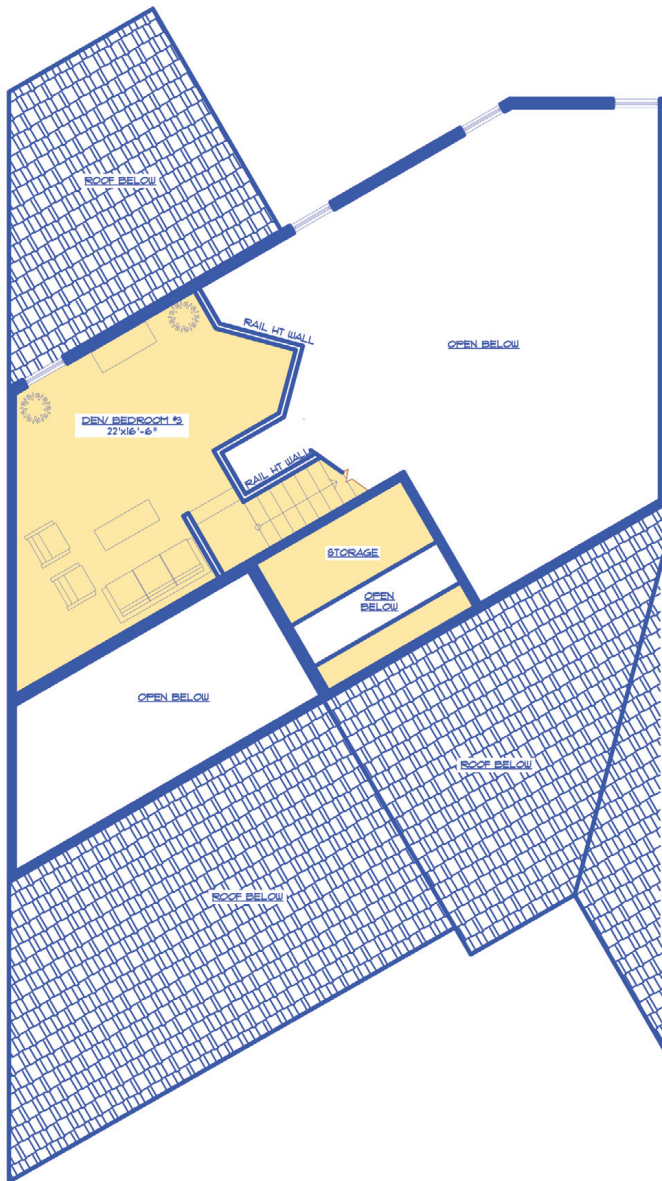 ROOF BELOW
RAIL HT WALL
OPEN BELOW
DEN/ BEDROOM #3
22'x16'-6"
RAIL HT WALL
STORAGE
OPEN
BELOW
OPEN BELOW
ROOF BELOW
ROOF BELOW